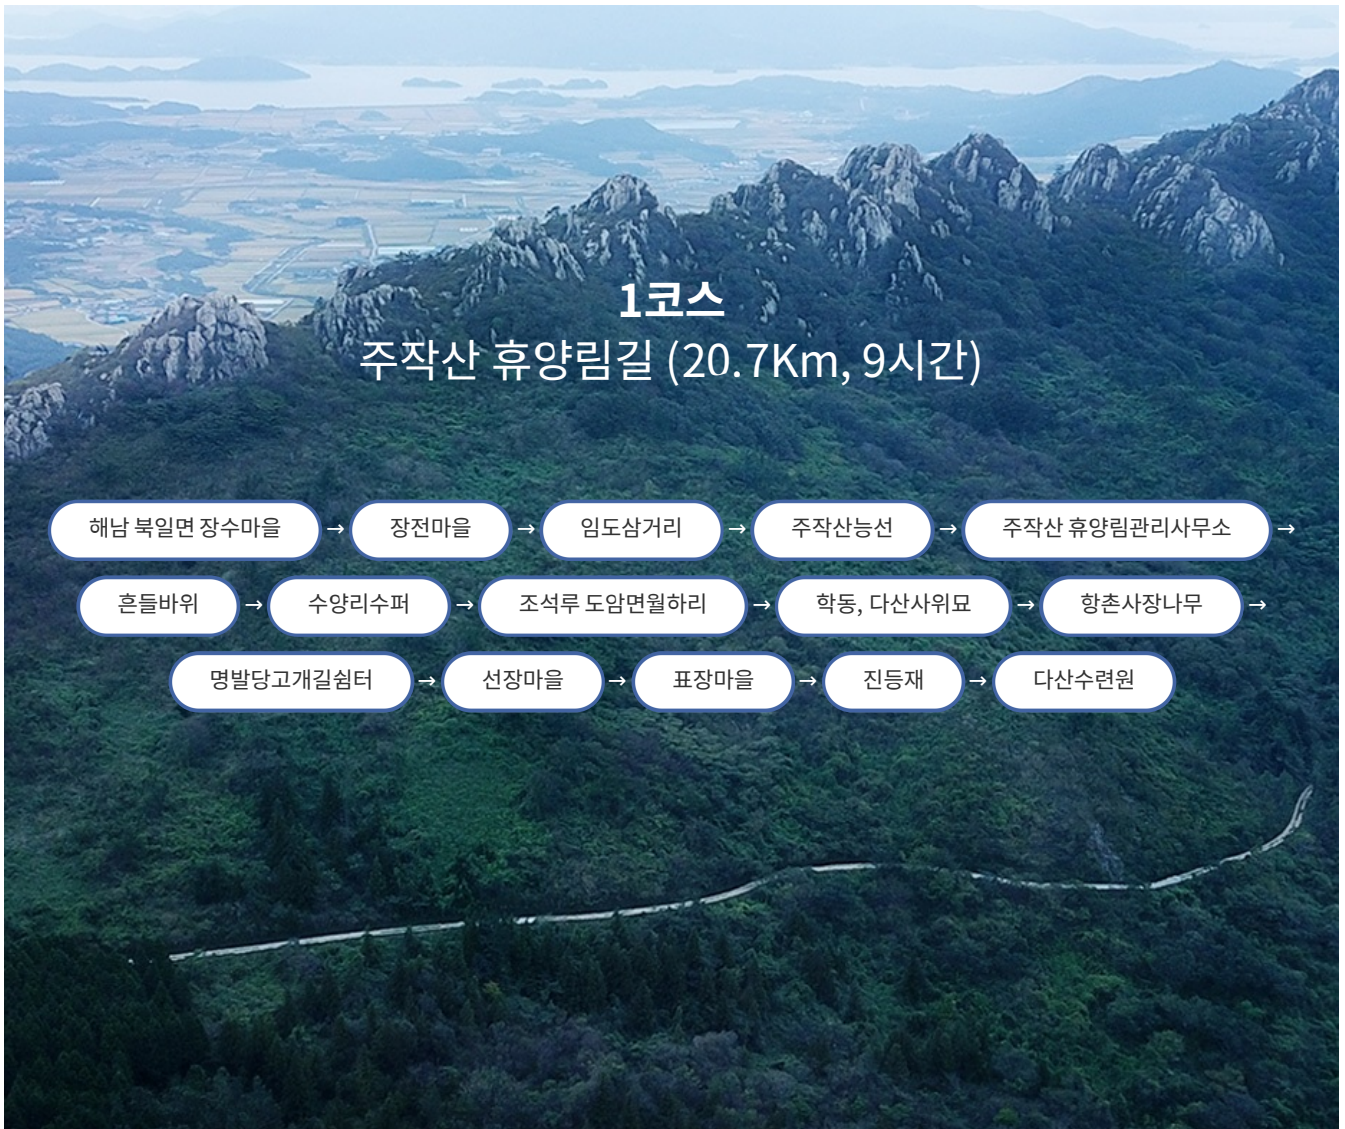 1코스
주작산 휴양림길 (20.7Km, 9시간)
해남 북일면 장수마을 → 장전마을 → 임도삼거리 → 주작산능선 → 주작산 휴양림관리사무소 →
흔들바위 → 수양리수퍼 → 조석루 도암면월하리 → 학동, 다산사위묘 → 항촌사장나무 →
명발당고개길쉼터 → 선장마을 → 표장마을 → 진등재 → 다산수련원